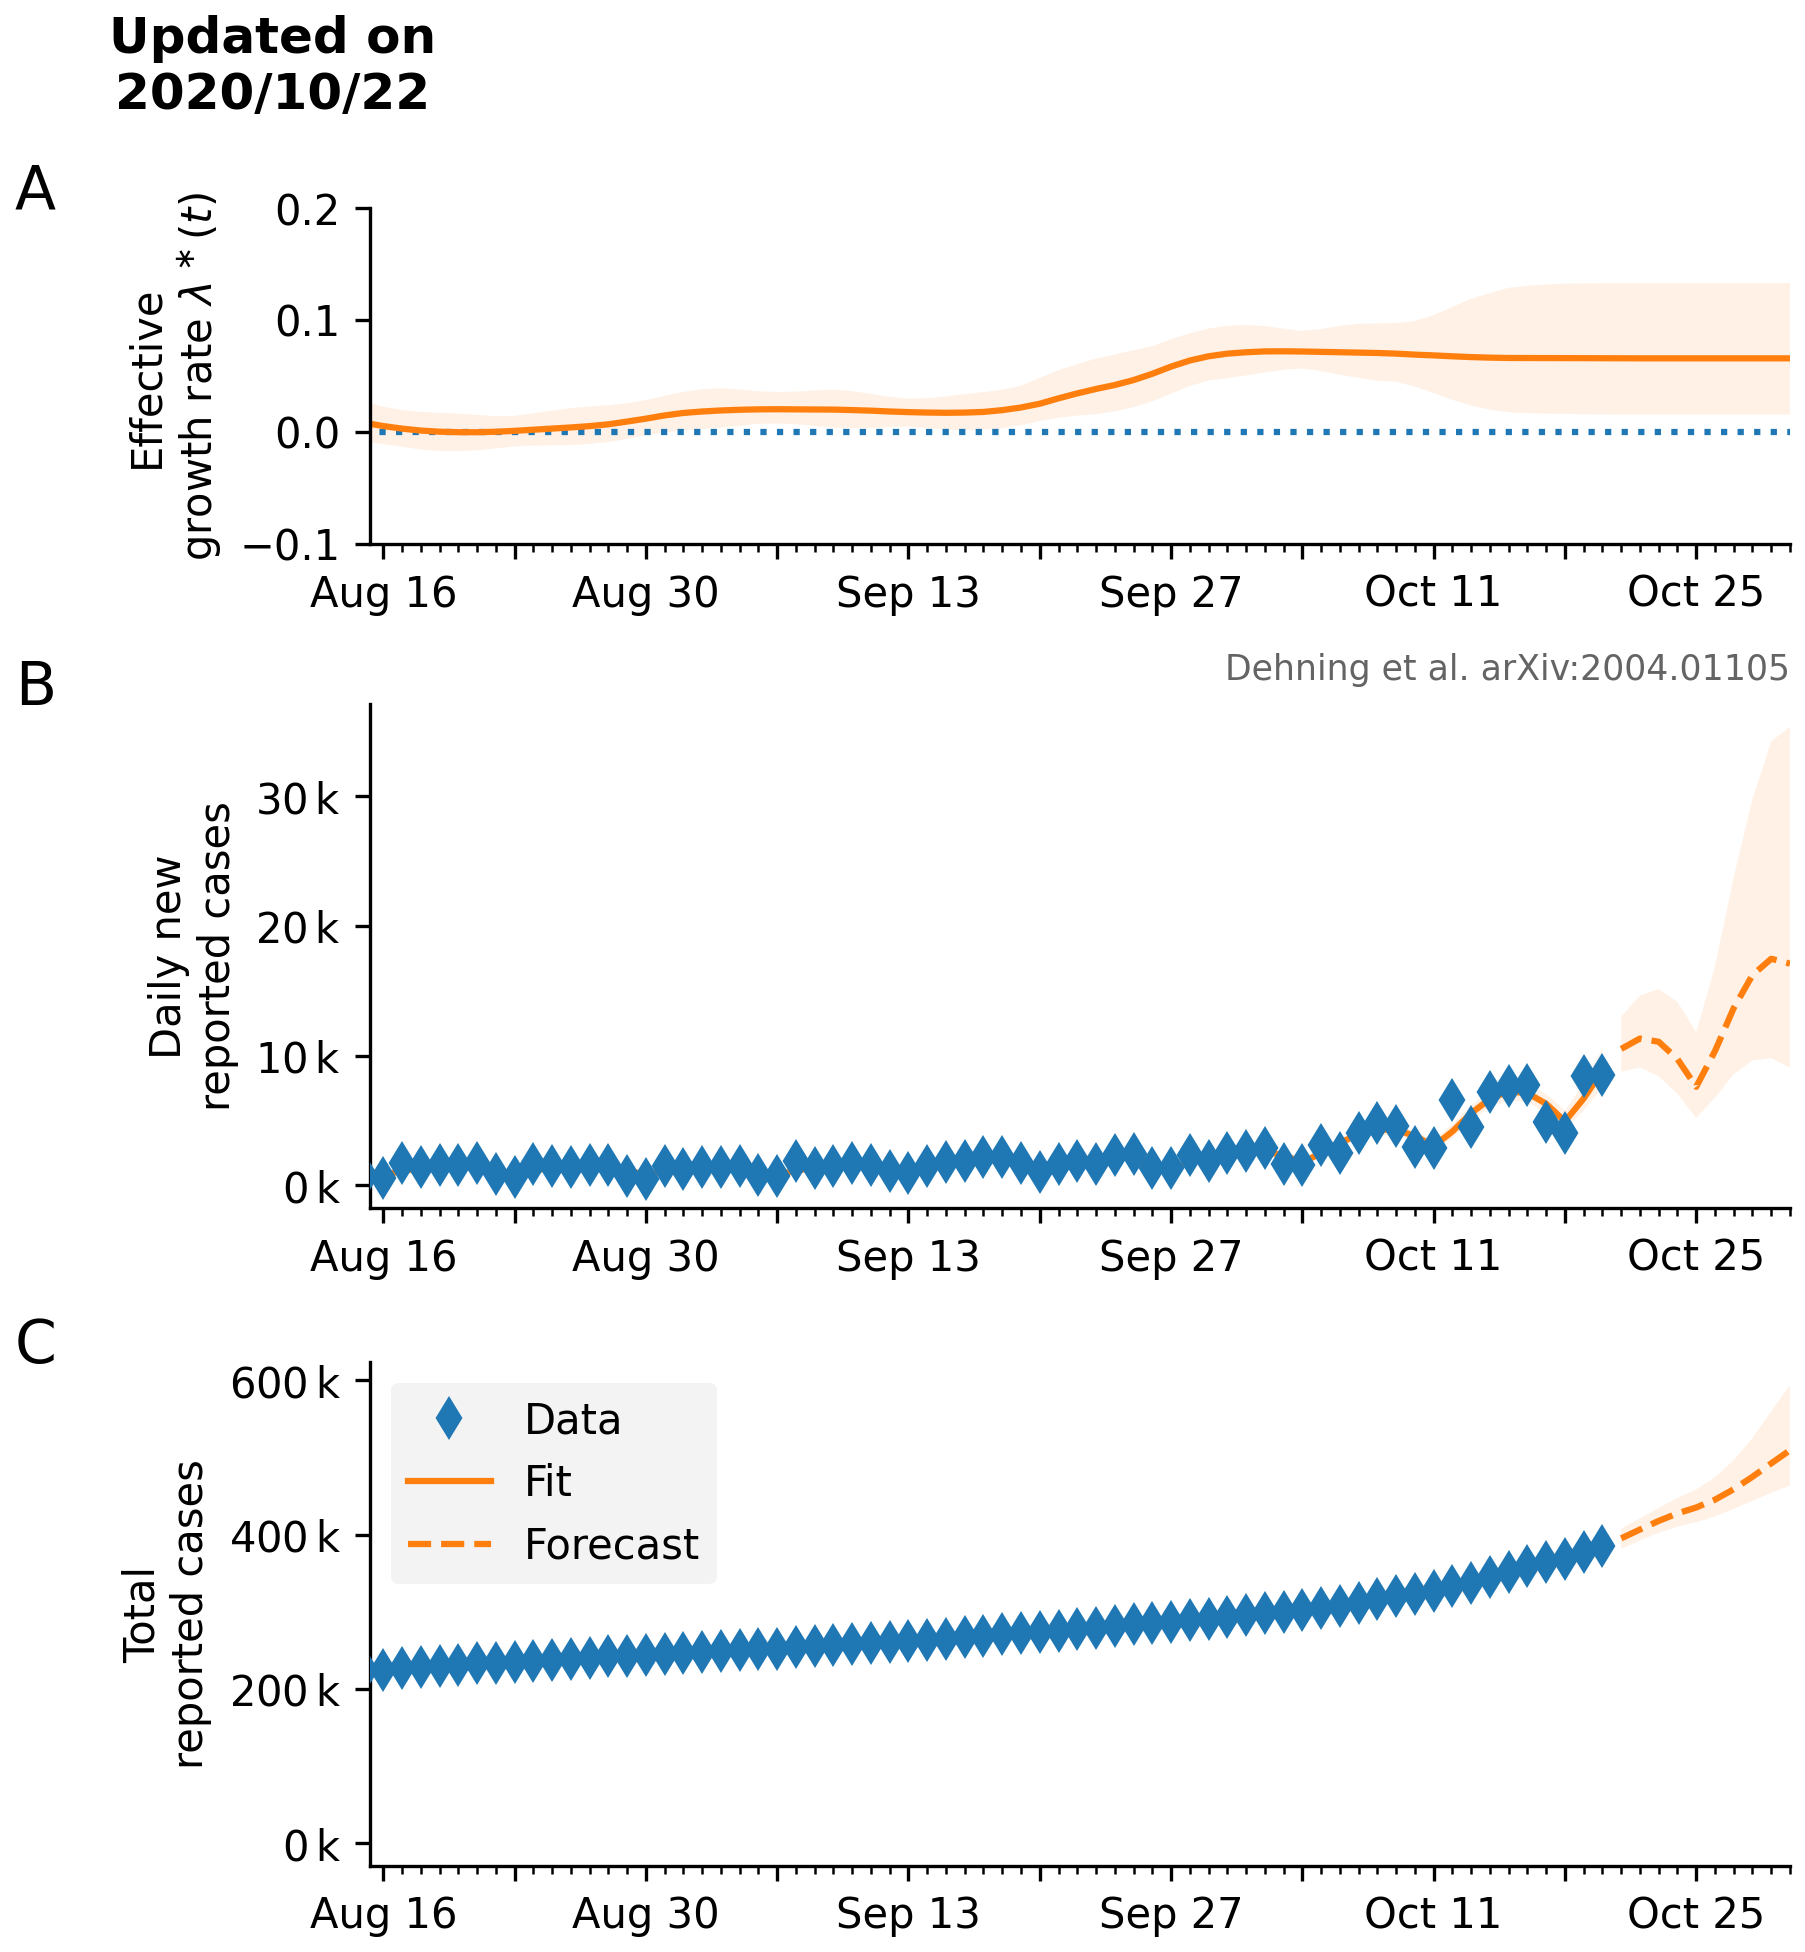 Updated on
2020/10/22
A
Effective
growth rate λ * (t)
0.2
0.1
0.0
−0.1
Aug 16 Aug 30 Sep 13 Sep 27 Oct 11 Oct 25
Dehning et al. arXiv:2004.01105
B
Daily new
reported cases
30 k
20 k
10 k
0 k
Aug 16 Aug 30 Sep 13 Sep 27 Oct 11 Oct 25
C
Total
reported cases
600 k
400 k
200 k
0 k
Data
Fit
Forecast
Aug 16 Aug 30 Sep 13 Sep 27 Oct 11 Oct 25